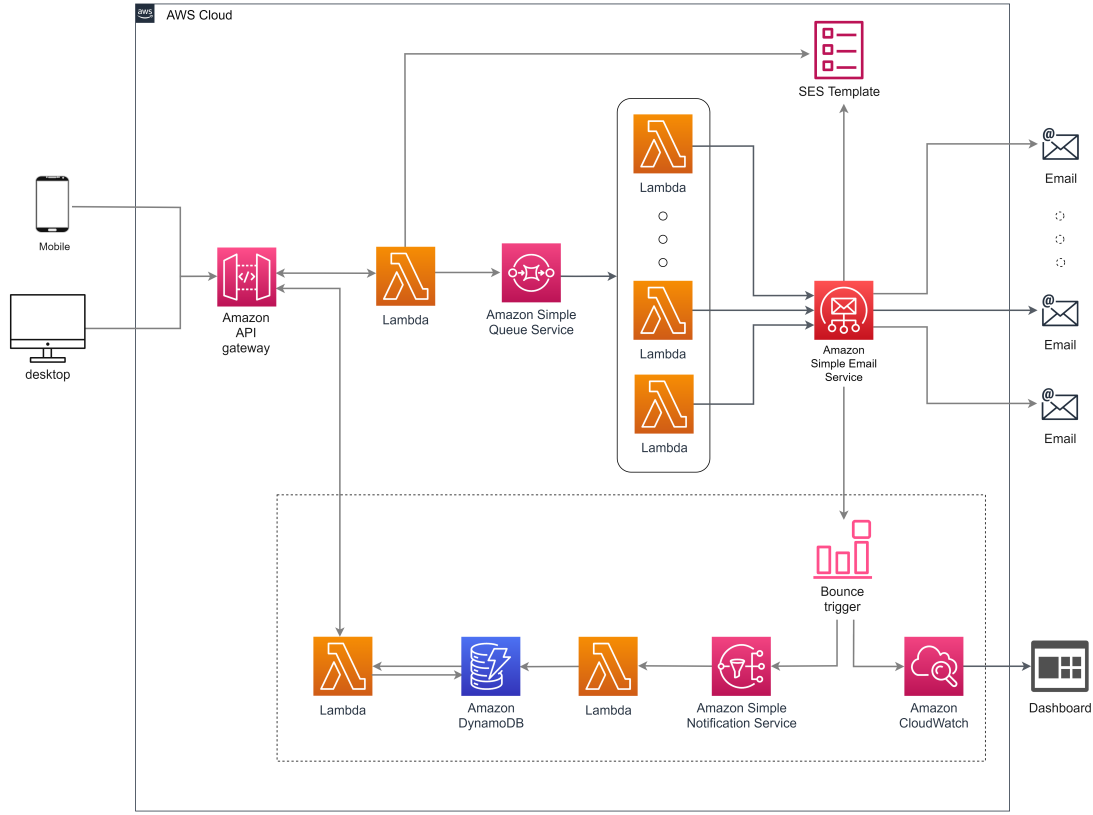 aws
AWS Cloud
SES Template
Lambda
@
Email
Mobile
Amazon
API
gateway
Lambda
Amazon Simple
Queue Service
Lambda
Amazon
Simple Email
Service
@
Email
desktop
Lambda
@
Email
Bounce
trigger
Lambda
Amazon
DynamoDB
Lambda
Amazon Simple
Notification Service
Amazon
CloudWatch
Dashboard